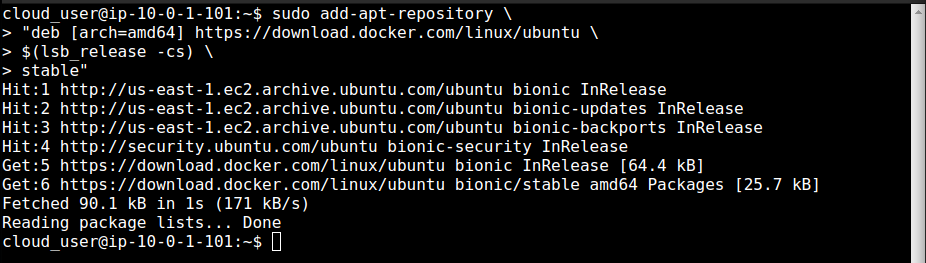 cloud_user@ip-10-0-1-101:~$ sudo add-apt-repository \
> "deb [arch=amd64] https://download.docker.com/linux/ubuntu \
> $(lsb_release -cs) \
> stable"
Hit:1 http://us-east-1.ec2.archive.ubuntu.com/ubuntu bionic InRelease
Hit:2 http://us-east-1.ec2.archive.ubuntu.com/ubuntu bionic-updates InRelease
Hit:3 http://us-east-1.ec2.archive.ubuntu.com/ubuntu bionic-backports InRelease
Hit:4 http://security.ubuntu.com/ubuntu bionic-security InRelease
Get:5 https://download.docker.com/linux/ubuntu bionic InRelease [64.4 kB]
Get:6 https://download.docker.com/linux/ubuntu bionic/stable amd64 Packages [25.7 kB]
Fetched 90.1 kB in 1s (171 kB/s)
Reading package lists... Done
cloud_user@ip-10-0-1-101:~$